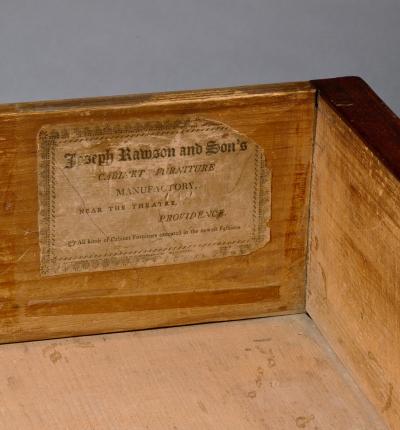 Joseph Rawson and Son's
CABINET FURNITURE
MANUFACTORY,
NEAR THE THEATRE,
PROVIDENCE.
☞ All kinds of Cabinet Furniture executed in the newest Fashions